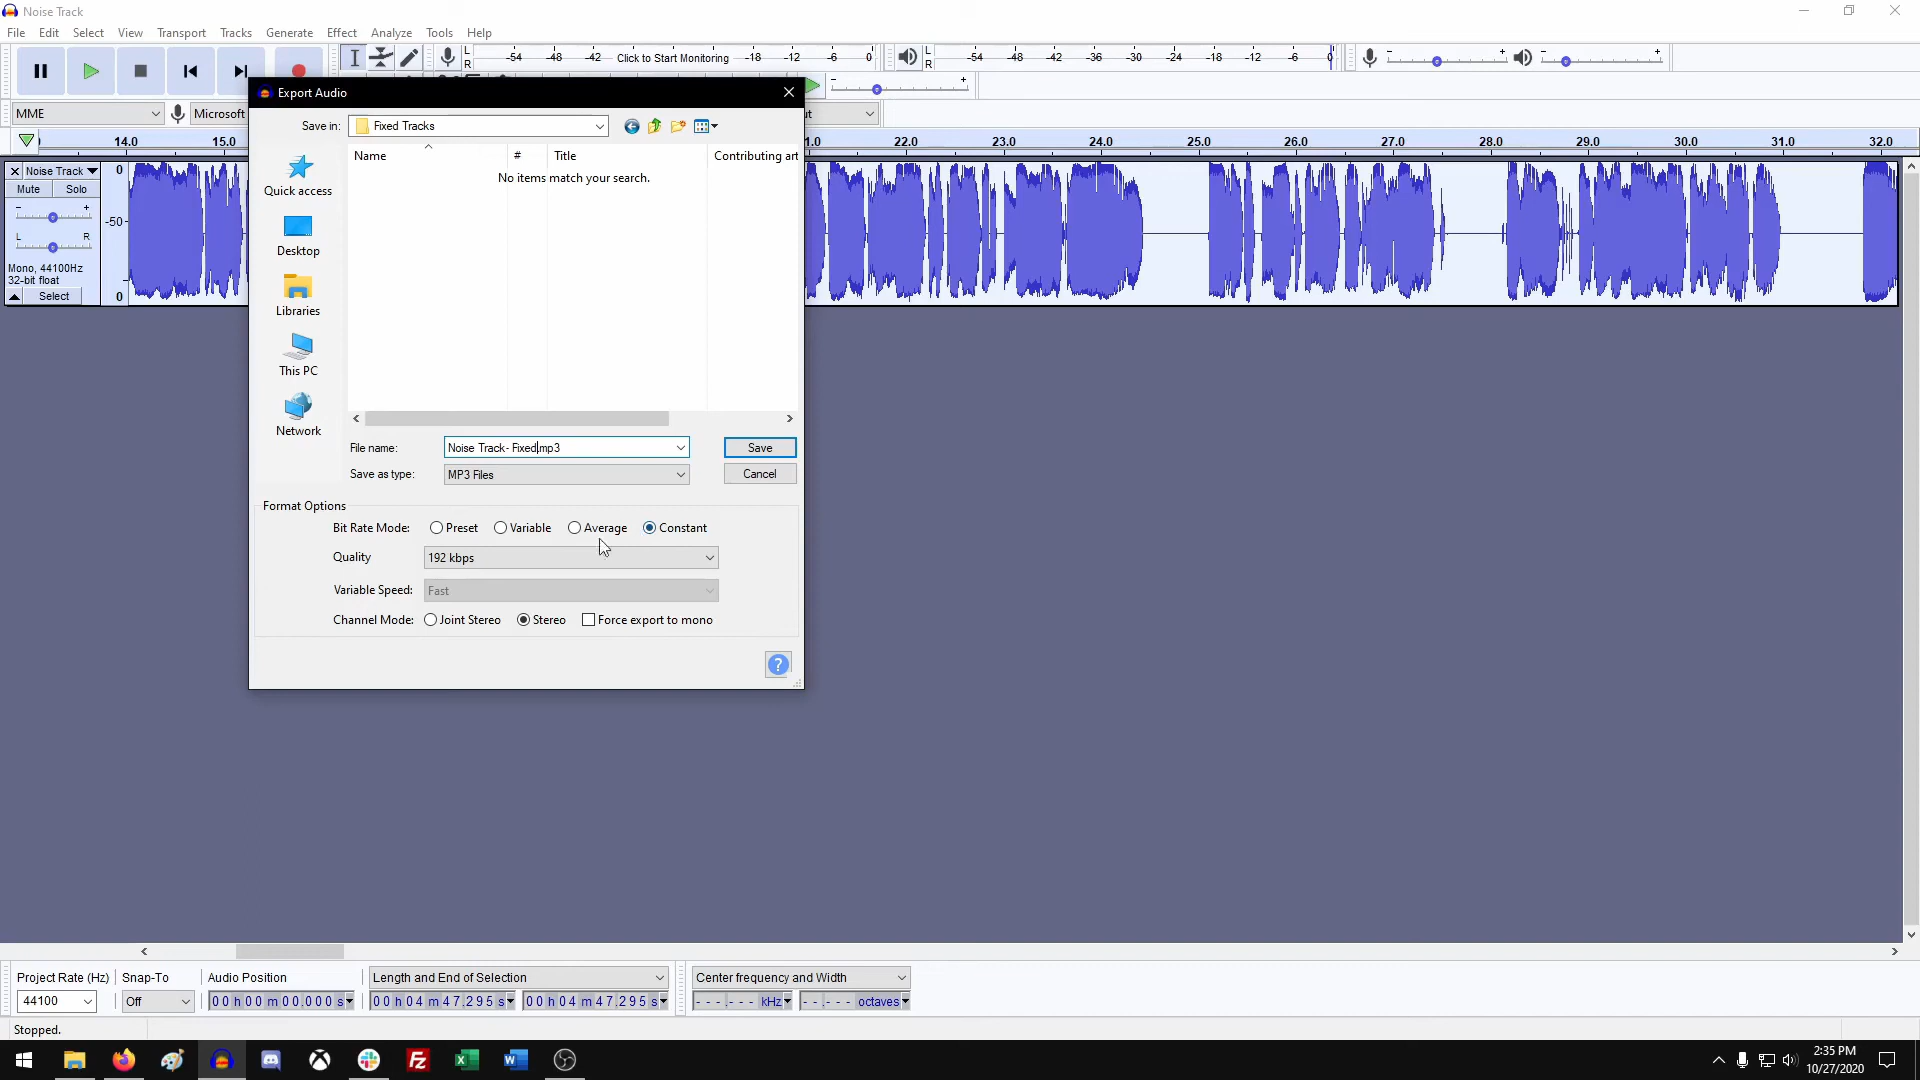 Noise Track
File Edit Select View Transport Tracks Generate Effect Analyze Tools Help
L R -54 -48 -42 Click to Start Monitoring -18 -12 -6 0 L R -54 -48 -42 -36 -30 -24 -18 -12 -6 0 - + - +
- +
MME Microsoft
Export Audio
14.0 15.0 22.0 23.0 24.0 25.0 26.0 27.0 28.0 29.0 30.0 31.0 32.0
Save in: Fixed Tracks
Name # Title Contributing art
No items match your search.
Quick access
Desktop
Libraries
This PC
Network
Noise Track
Mute Solo
- +
L R
Mono, 44100Hz
32-bit float
Select
0
-50
0
File name: Noise Track- Fixed.mp3 Save
Save as type: MP3 Files Cancel
Format Options
Bit Rate Mode: Preset Variable Average Constant
Quality 192 kbps
Variable Speed: Fast
Channel Mode: Joint Stereo Stereo Force export to mono
?
Project Rate (Hz) Snap-To Audio Position Length and End of Selection Center frequency and Width
44100 Off 00 h 00 m 00.000 s 00 h 04 m 47.295 s 00 h 04 m 47.295 s ---.--- kHz --.--- octaves
Stopped.
2:35 PM
10/27/2020